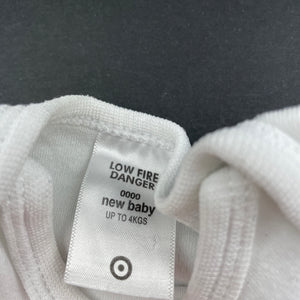 LOW FIRE
DANGER
0000
new baby
UP TO 4KGS